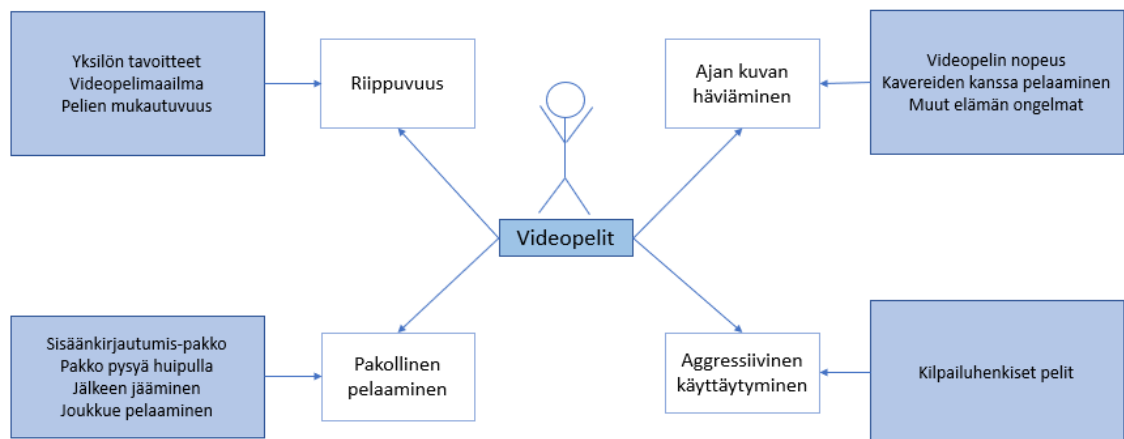 Yksilön tavoitteet
Videopelimaailma
Pelien mukautuvuus
Riippuvuus
Ajan kuvan
häviäminen
Videopelin nopeus
Kavereiden kanssa pelaaminen
Muut elämän ongelmat
Videopelit
Sisäänkirjautumis-pakko
Pakko pysyä huipulla
Jälkeen jääminen
Joukkue pelaaminen
Pakollinen
pelaaminen
Aggressiivinen
käyttäytyminen
Kilpailuhenkiset pelit